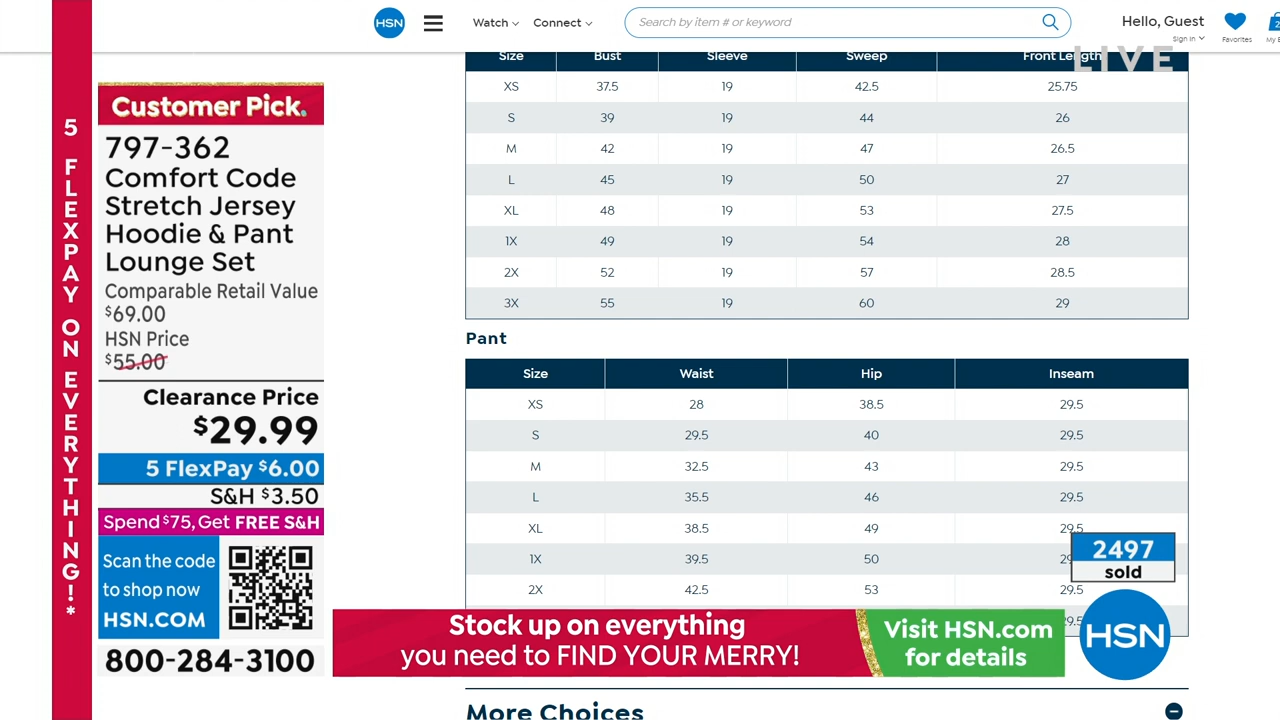 HSN
Watch
Connect
Search by item # or keyword
Hello, Guest
Sign In
Favorites
2
LIVE
5 FLEXPAY ON EVERYTHING!*
Customer Pick.
797-362
Comfort Code
Stretch Jersey
Hoodie & Pant
Lounge Set
Comparable Retail Value
$69.00
HSN Price
$55.00
Clearance Price
$29.99
5 FlexPay $6.00
S&H $3.50
Spend $75, Get FREE S&H
Scan the code
to shop now
HSN.COM
800-284-3100
Size Bust Sleeve Sweep Front Length
XS 37.5 19 42.5 25.75
S 39 19 44 26
M 42 19 47 26.5
L 45 19 50 27
XL 48 19 53 27.5
1X 49 19 54 28
2X 52 19 57 28.5
3X 55 19 60 29
Pant
Size Waist Hip Inseam
XS 28 38.5 29.5
S 29.5 40 29.5
M 32.5 43 29.5
L 35.5 46 29.5
XL 38.5 49 29.5
1X 39.5 50
2X 42.5 53 29.5
2497
sold
Stock up on everything
you need to FIND YOUR MERRY!
Visit HSN.com
for details
HSN
More Choices